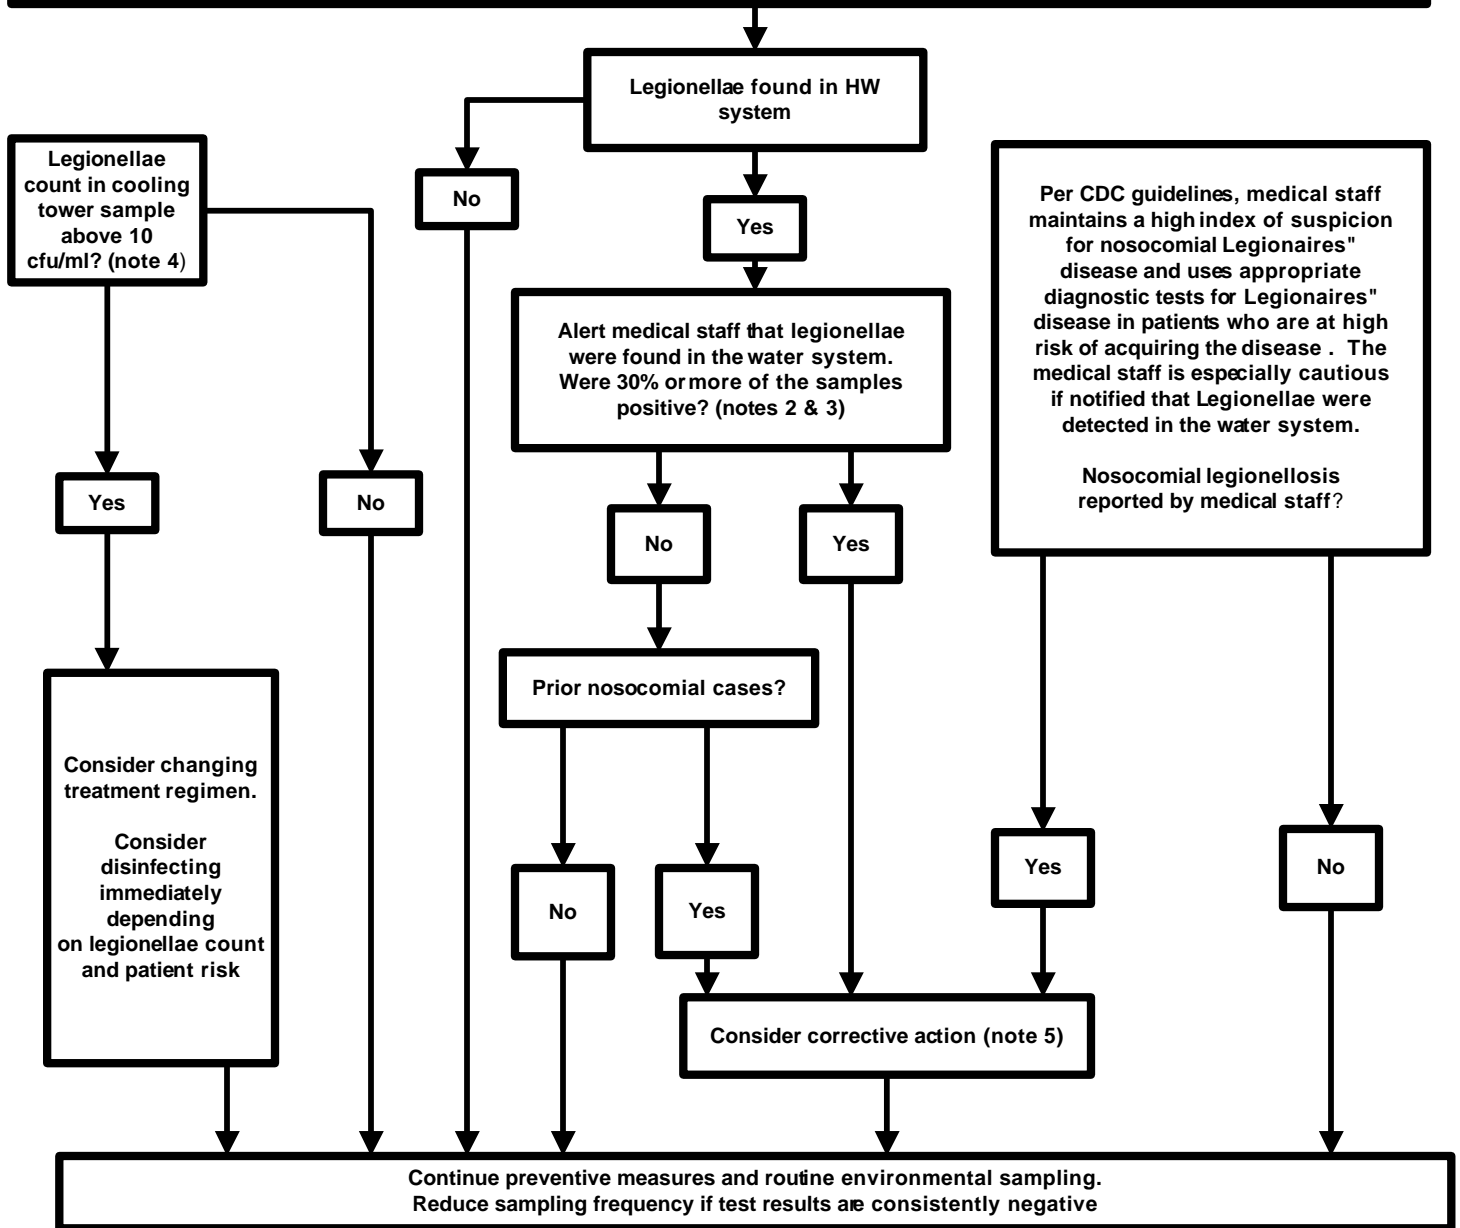 Legionellae found in HW
system
Legionellae
count in cooling
tower sample
above 10
cfu/ml? (note 4)
No
Yes
Per CDC guidelines, medical staff
maintains a high index of suspicion
for nosocomial Legionaires"
disease and uses appropriate
diagnostic tests for Legionaires"
disease in patients who are at high
risk of acquiring the disease . The
medical staff is especially cautious
if notified that Legionellae were
detected in the water system.
Nosocomial legionellosis
reported by medical staff?
Alert medical staff that legionellae
were found in the water system.
Were 30% or more of the samples
positive? (notes 2 & 3)
Yes
No
No
Yes
Prior nosocomial cases?
Consider changing
treatment regimen.
Consider
disinfecting
immediately
depending
on legionellae count
and patient risk
No
Yes
Yes
No
Consider corrective action (note 5)
Continue preventive measures and routine environmental sampling.
Reduce sampling frequency if test results are consistently negative